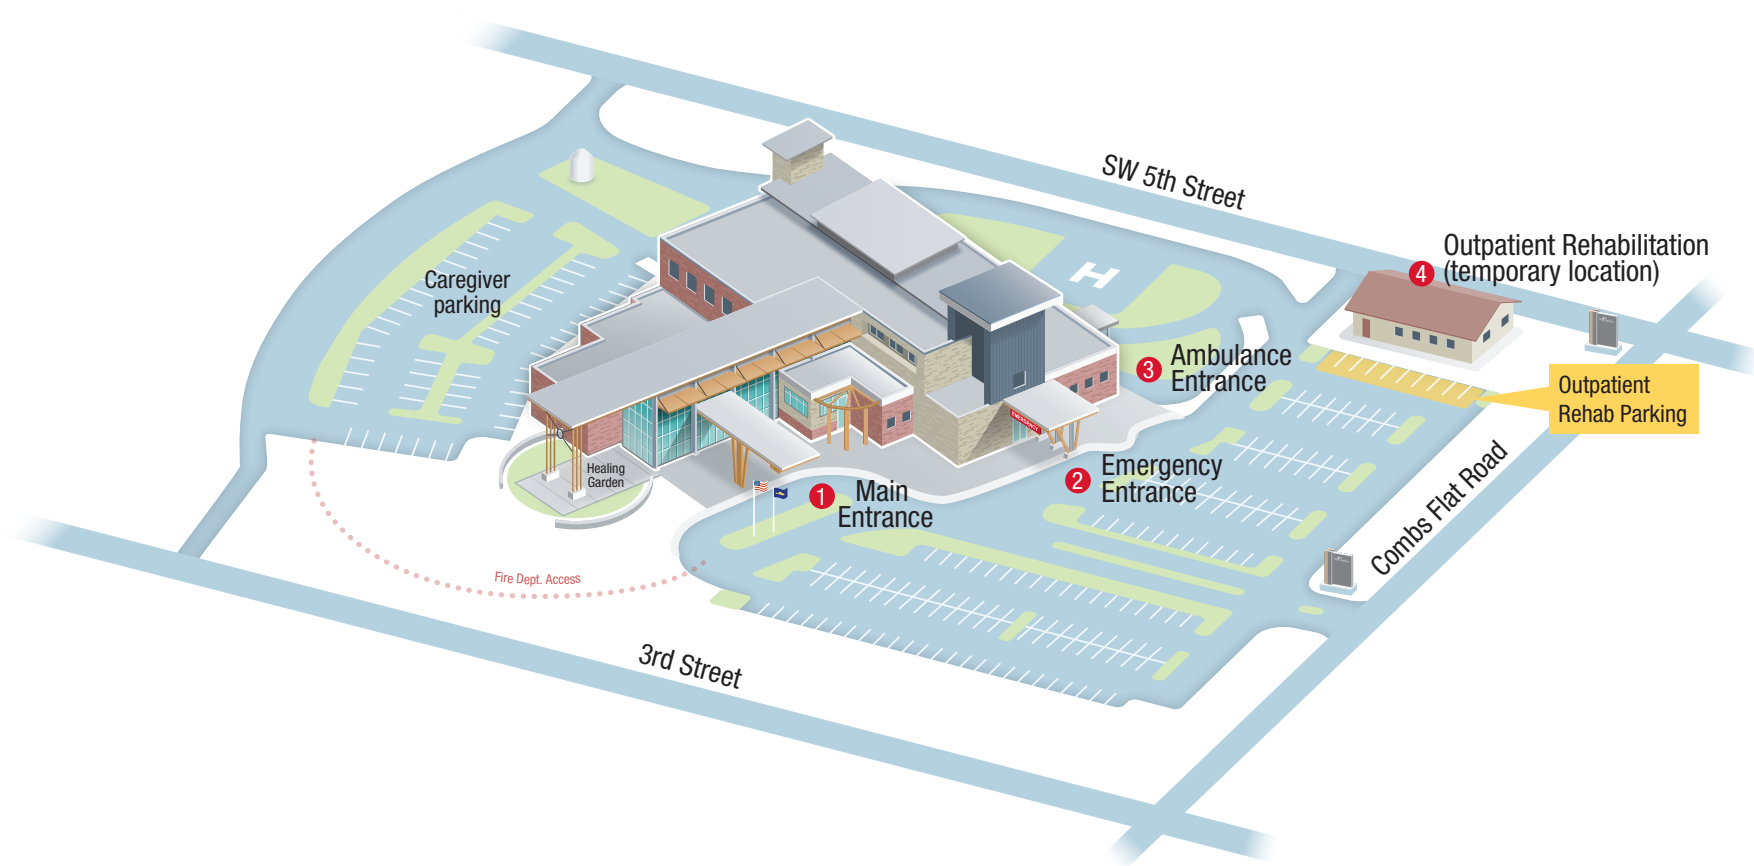 SW 5th Street
Outpatient Rehabilitation
4 (temporary location)
Caregiver
parking
3 Ambulance
Entrance
Outpatient
Rehab Parking
EMERGENCY
Healing
Garden
2 Emergency
Entrance
1 Main
Entrance
Combs Flat Road
Fire Dept. Access
3rd Street
H